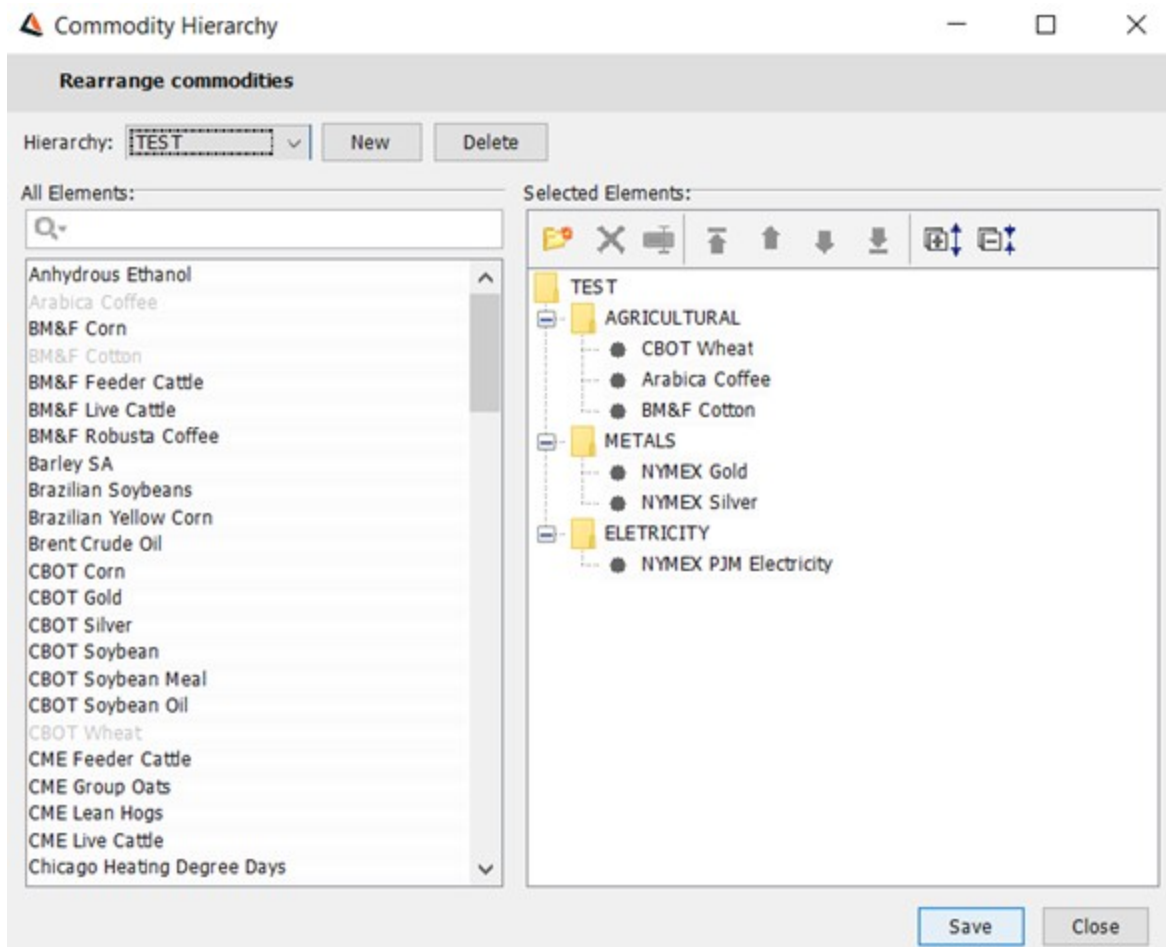 Commodity Hierarchy
Rearrange commodities
Hierarchy: TEST New Delete
All Elements:
Anhydrous Ethanol
Arabica Coffee
BM&F Corn
BM&F Cotton
BM&F Feeder Cattle
BM&F Live Cattle
BM&F Robusta Coffee
Barley SA
Brazilian Soybeans
Brazilian Yellow Corn
Brent Crude Oil
CBOT Corn
CBOT Gold
CBOT Silver
CBOT Soybean
CBOT Soybean Meal
CBOT Soybean Oil
CBOT Wheat
CME Feeder Cattle
CME Group Oats
CME Lean Hogs
CME Live Cattle
Chicago Heating Degree Days
Selected Elements:
TEST
AGRICULTURAL
CBOT Wheat
Arabica Coffee
BM&F Cotton
METALS
NYMEX Gold
NYMEX Silver
ELETRICITY
NYMEX PJM Electricity
Save Close